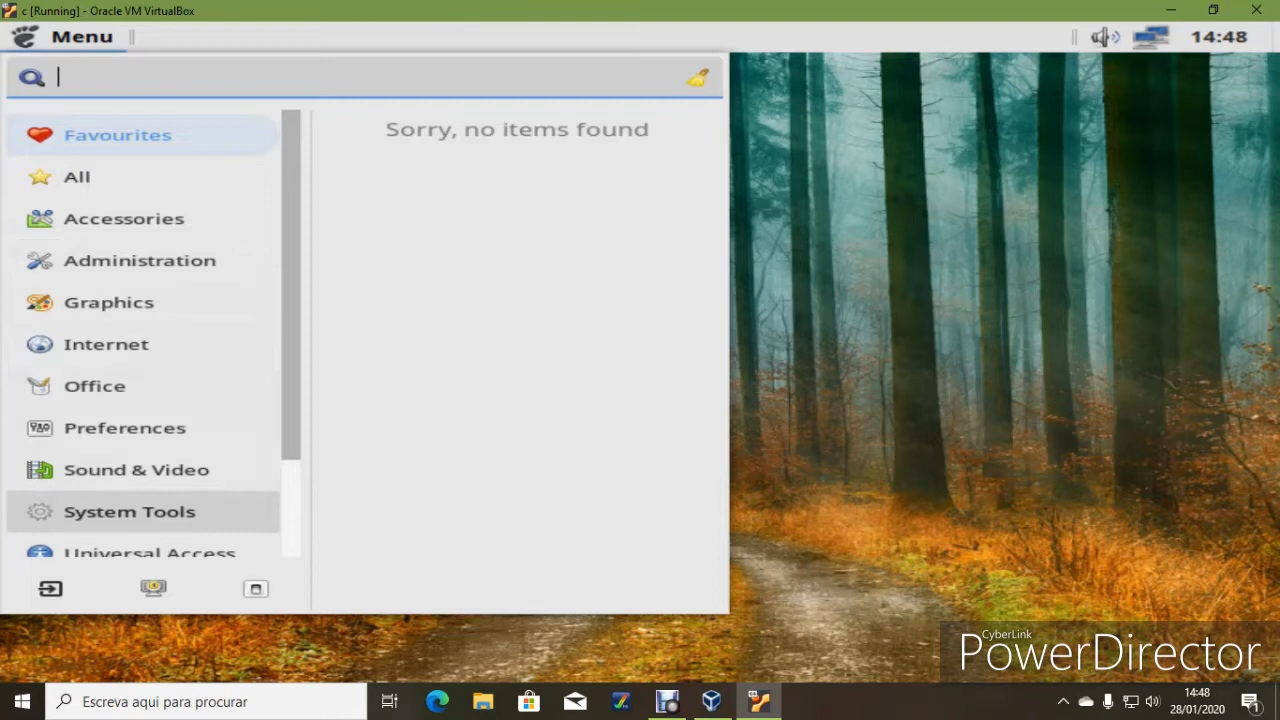 c [Running] - Oracle VM VirtualBox
Menu
14:48
Sorry, no items found
Favourites
All
Accessories
Administration
Graphics
Internet
Office
Preferences
Sound & Video
System Tools
Universal Access
CyberLink
PowerDirector
Escreva aqui para procurar
14:48
28/01/2020
1